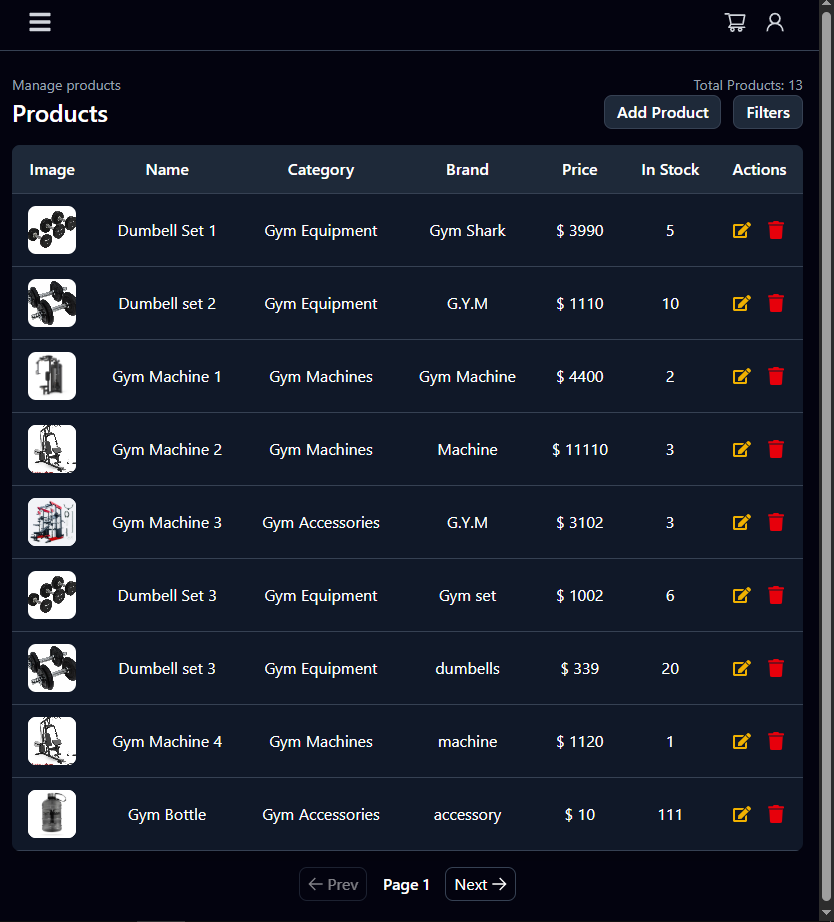 Manage products
Total Products: 13
Products
Add Product
Filters
Image Name Category Brand Price In Stock Actions
Dumbell Set 1 Gym Equipment Gym Shark $ 3990 5
Dumbell set 2 Gym Equipment G.Y.M $ 1110 10
Gym Machine 1 Gym Machines Gym Machine $ 4400 2
Gym Machine 2 Gym Machines Machine $ 11110 3
Gym Machine 3 Gym Accessories G.Y.M $ 3102 3
Dumbell Set 3 Gym Equipment Gym set $ 1002 6
Dumbell set 3 Gym Equipment dumbells $ 339 20
Gym Machine 4 Gym Machines machine $ 1120 1
Gym Bottle Gym Accessories accessory $ 10 111
← Prev Page 1 Next →